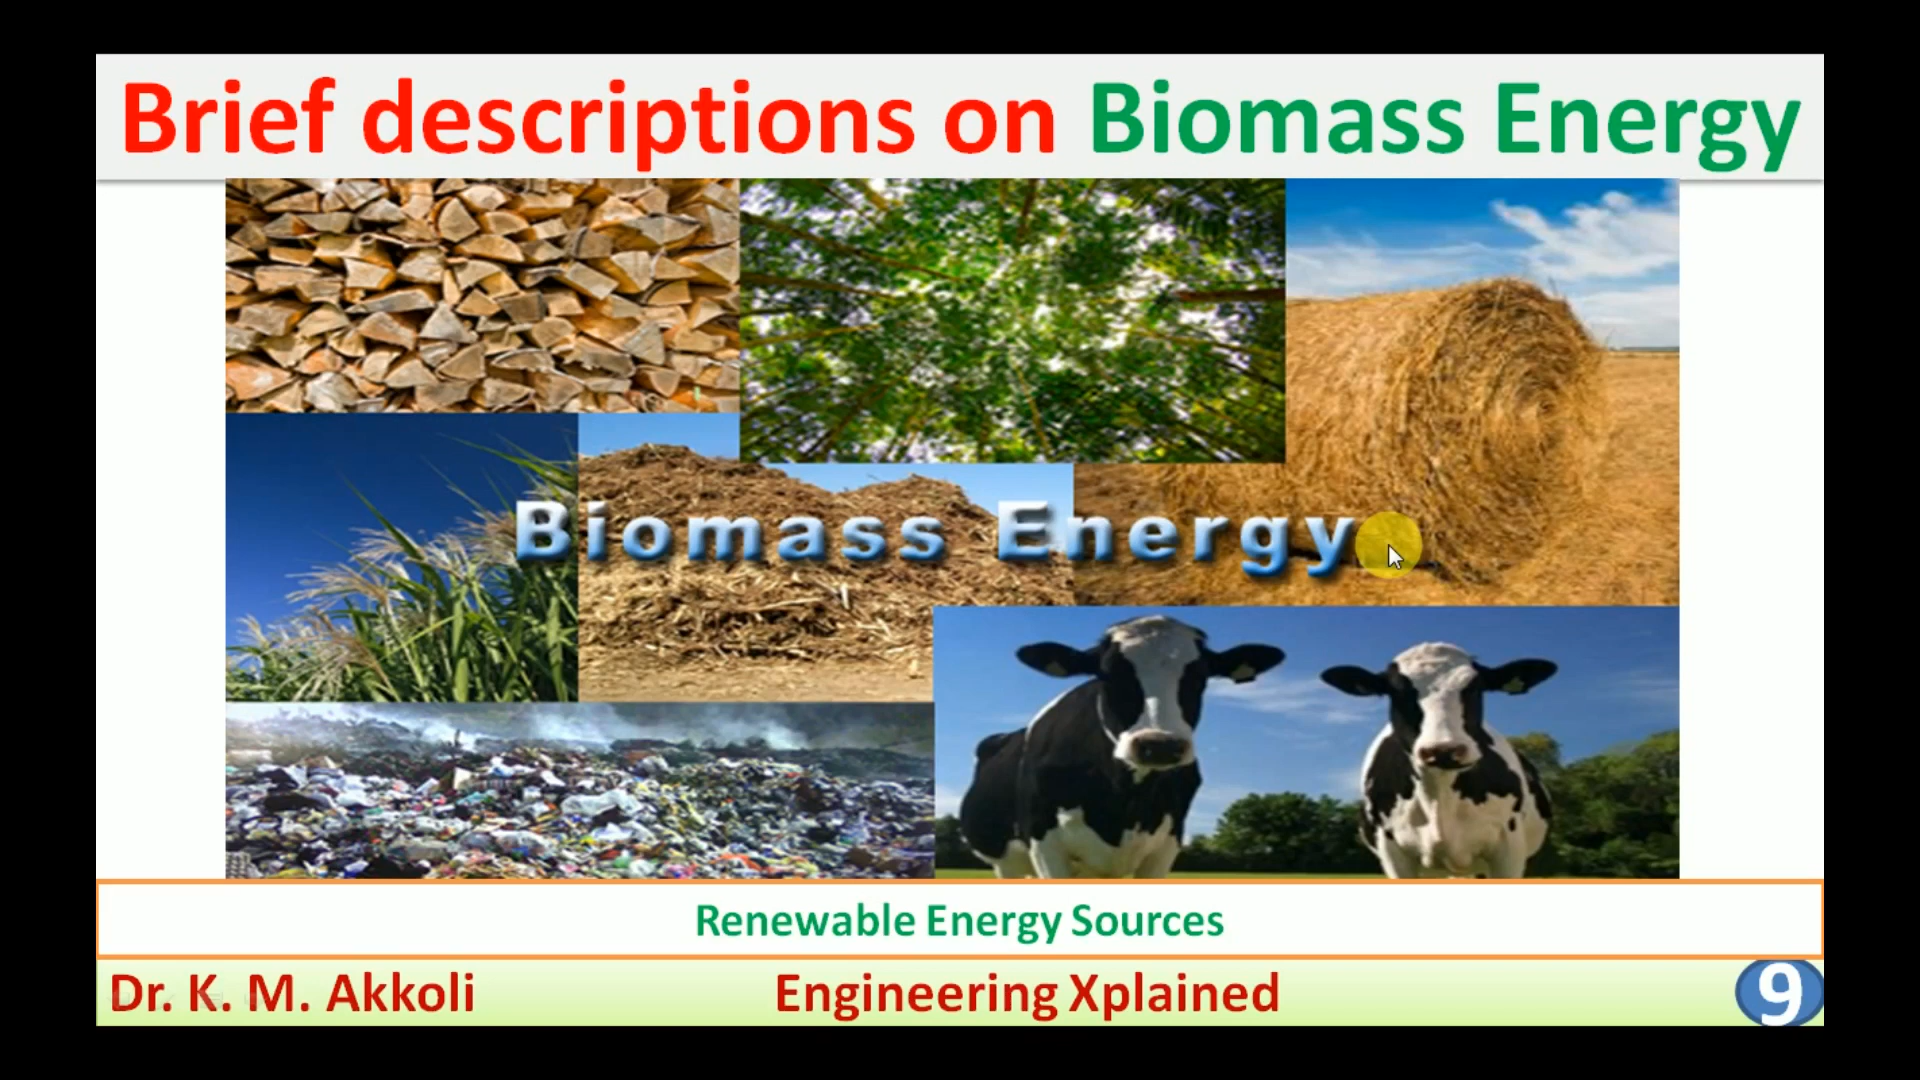 Brief descriptions on Biomass Energy
Biomass Energy
Renewable Energy Sources
Dr. K. M. Akkoli Engineering Xplained 9